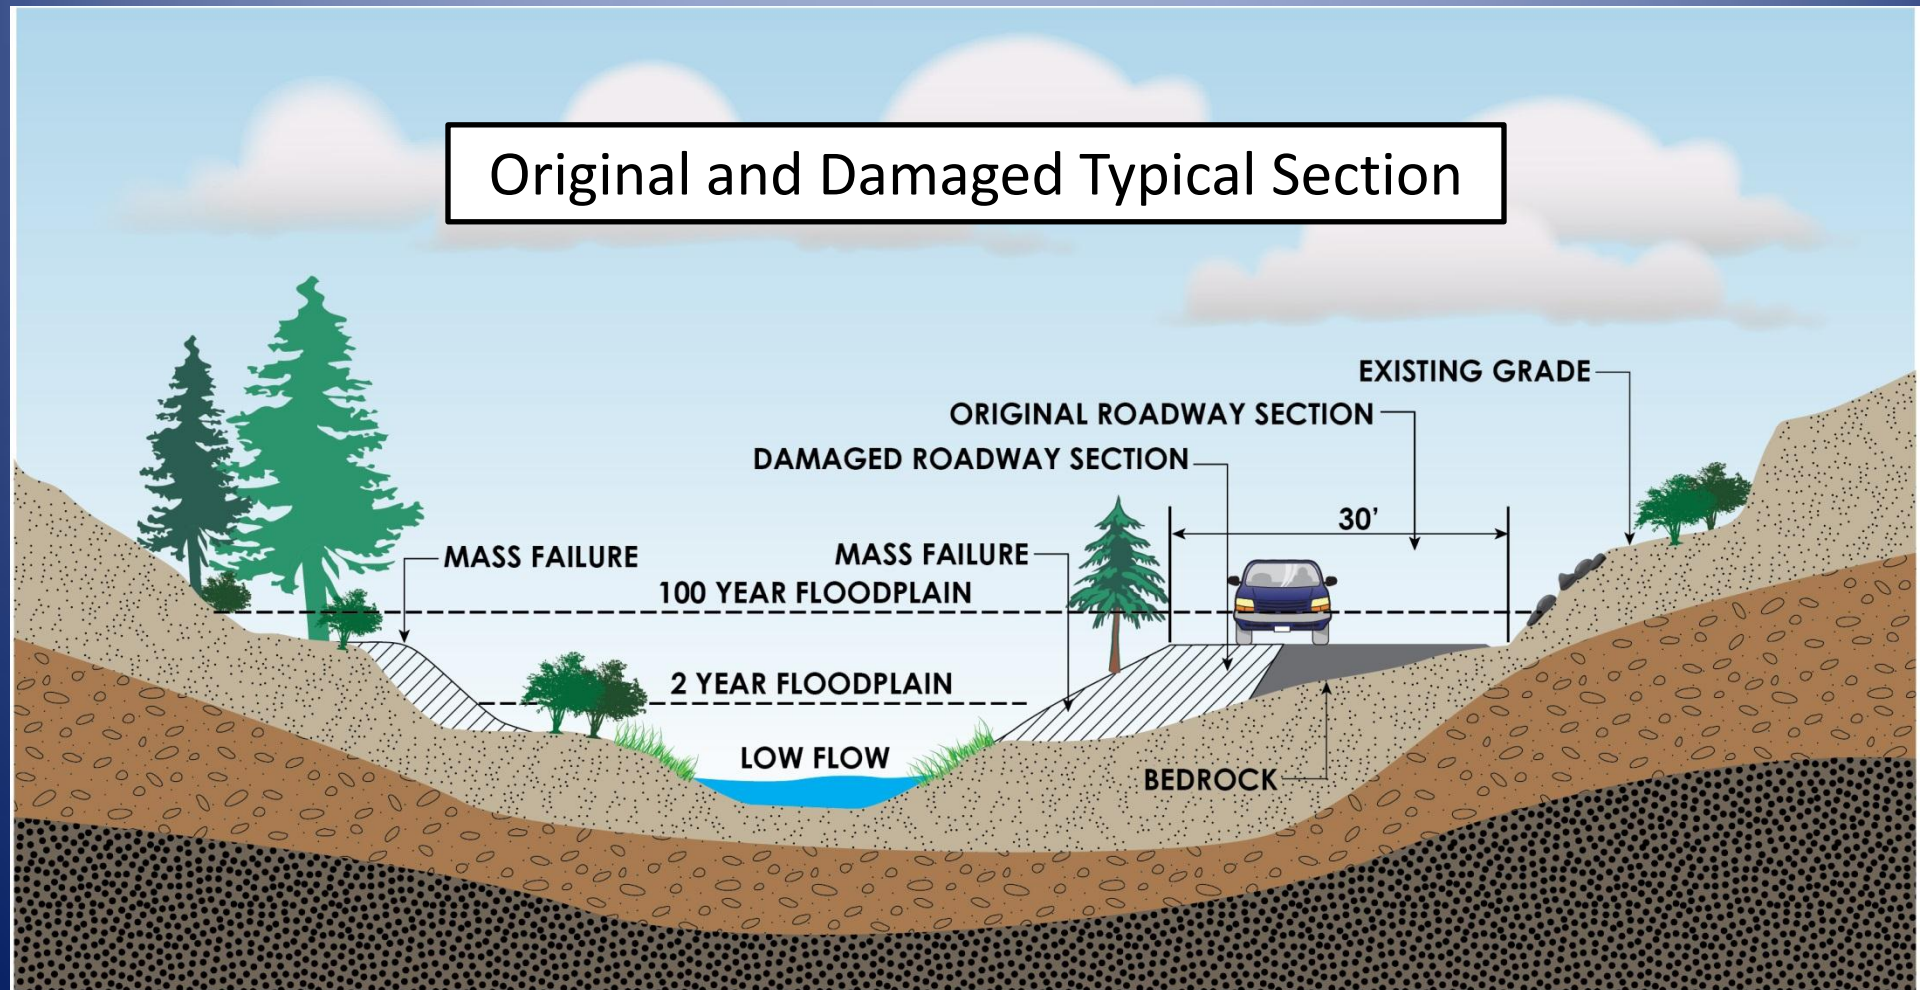 Original and Damaged Typical Section
EXISTING GRADE
ORIGINAL ROADWAY SECTION
DAMAGED ROADWAY SECTION
30’
MASS FAILURE
MASS FAILURE
100 YEAR FLOODPLAIN
2 YEAR FLOODPLAIN
LOW FLOW
BEDROCK